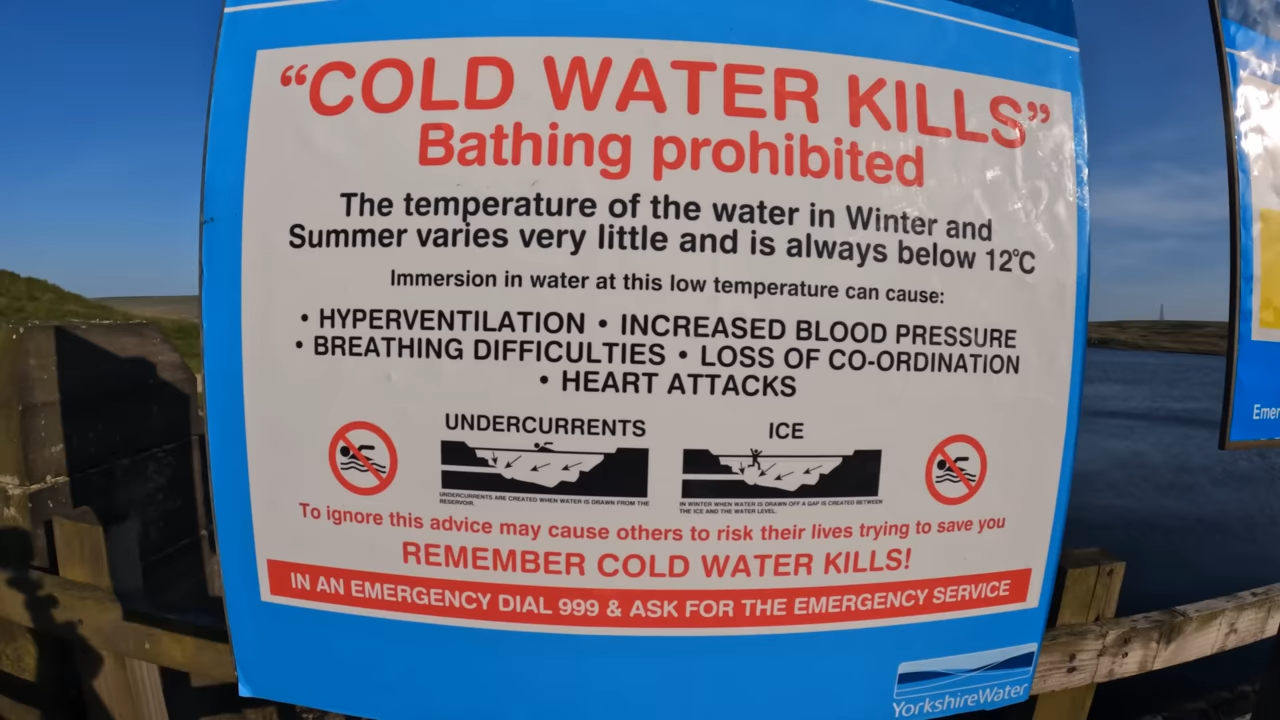 “COLD WATER KILLS”
Bathing prohibited
The temperature of the water in Winter and
Summer varies very little and is always below 12°C
Immersion in water at this low temperature can cause:
• HYPERVENTILATION • INCREASED BLOOD PRESSURE
• BREATHING DIFFICULTIES • LOSS OF CO-ORDINATION
• HEART ATTACKS
UNDERCURRENTS
UNDERCURRENTS ARE CREATED WHEN WATER IS DRAWN FROM THE
RESERVOIR.
ICE
IN WINTER WHEN WATER IS DRAWN OFF A GAP IS CREATED BETWEEN
THE ICE AND THE WATER LEVEL.
To ignore this advice may cause others to risk their lives trying to save you
REMEMBER COLD WATER KILLS!
IN AN EMERGENCY DIAL 999 & ASK FOR THE EMERGENCY SERVICE
YorkshireWater